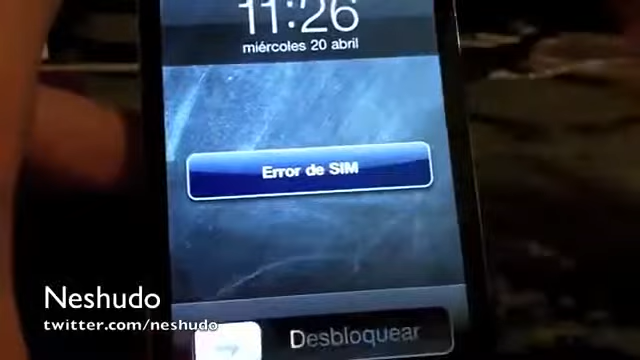 11:26
miércoles 20 abril
Error de SIM
Neshudo
twitter.com/neshudo
Desbloquear